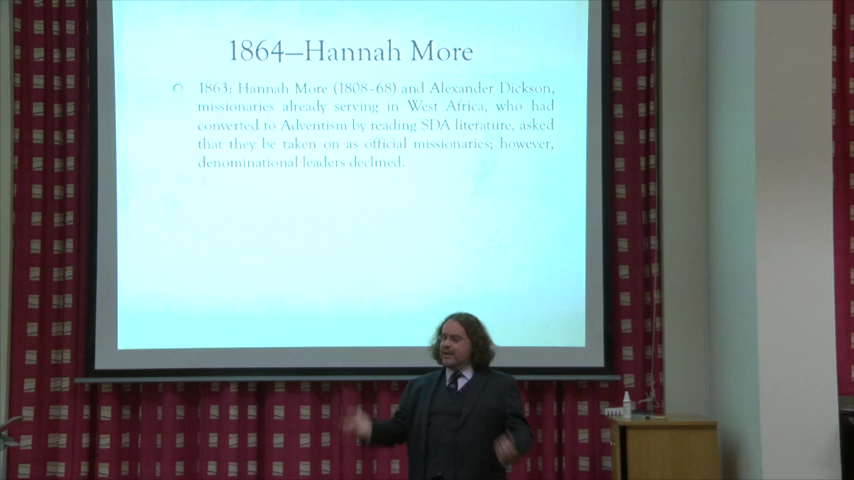 1864–Hannah More
1863: Hannah More (1808-68) and Alexander Dickson,
missionaries already serving in West Africa, who had
converted to Adventism by reading SDA literature, asked
that they be taken on as official missionaries; however,
denominational leaders declined.